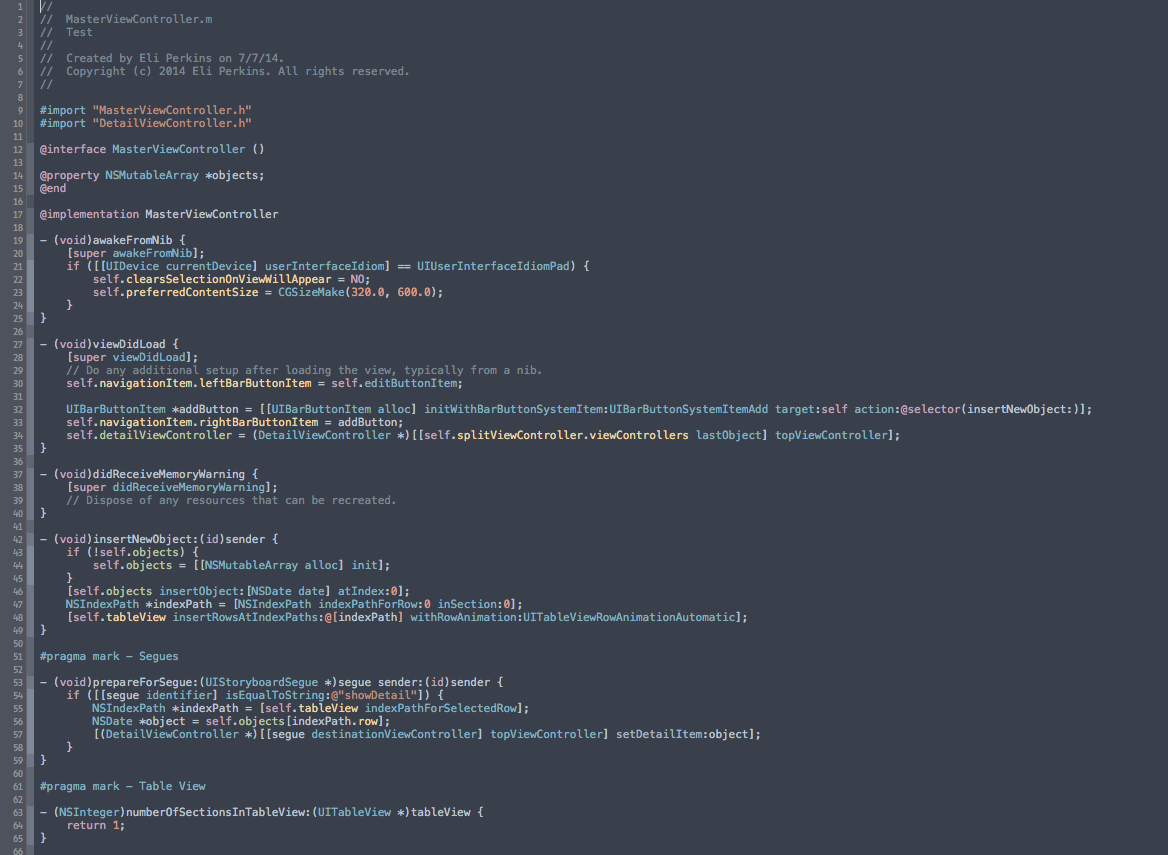 1 //
2 //  MasterViewController.m
3 //  Test
4 //
5 //  Created by Eli Perkins on 7/7/14.
6 //  Copyright (c) 2014 Eli Perkins. All rights reserved.
7 //
8
9 #import "MasterViewController.h"
10 #import "DetailViewController.h"
11
12 @interface MasterViewController ()
13
14 @property NSMutableArray *objects;
15 @end
16
17 @implementation MasterViewController
18
19 - (void)awakeFromNib {
20     [super awakeFromNib];
21     if ([[UIDevice currentDevice] userInterfaceIdiom] == UIUserInterfaceIdiomPad) {
22         self.clearsSelectionOnViewWillAppear = NO;
23         self.preferredContentSize = CGSizeMake(320.0, 600.0);
24     }
25 }
26
27 - (void)viewDidLoad {
28     [super viewDidLoad];
29     // Do any additional setup after loading the view, typically from a nib.
30     self.navigationItem.leftBarButtonItem = self.editButtonItem;
31
32     UIBarButtonItem *addButton = [[UIBarButtonItem alloc] initWithBarButtonSystemItem:UIBarButtonSystemItemAdd target:self action:@selector(insertNewObject:)];
33     self.navigationItem.rightBarButtonItem = addButton;
34     self.detailViewController = (DetailViewController *)[[self.splitViewController.viewControllers lastObject] topViewController];
35 }
36
37 - (void)didReceiveMemoryWarning {
38     [super didReceiveMemoryWarning];
39     // Dispose of any resources that can be recreated.
40 }
41
42 - (void)insertNewObject:(id)sender {
43     if (!self.objects) {
44         self.objects = [[NSMutableArray alloc] init];
45     }
46     [self.objects insertObject:[NSDate date] atIndex:0];
47     NSIndexPath *indexPath = [NSIndexPath indexPathForRow:0 inSection:0];
48     [self.tableView insertRowsAtIndexPaths:@[indexPath] withRowAnimation:UITableViewRowAnimationAutomatic];
49 }
50
51 #pragma mark - Segues
52
53 - (void)prepareForSegue:(UIStoryboardSegue *)segue sender:(id)sender {
54     if ([[segue identifier] isEqualToString:@"showDetail"]) {
55         NSIndexPath *indexPath = [self.tableView indexPathForSelectedRow];
56         NSDate *object = self.objects[indexPath.row];
57         [(DetailViewController *)[[segue destinationViewController] topViewController] setDetailItem:object];
58     }
59 }
60
61 #pragma mark - Table View
62
63 - (NSInteger)numberOfSectionsInTableView:(UITableView *)tableView {
64     return 1;
65 }
66